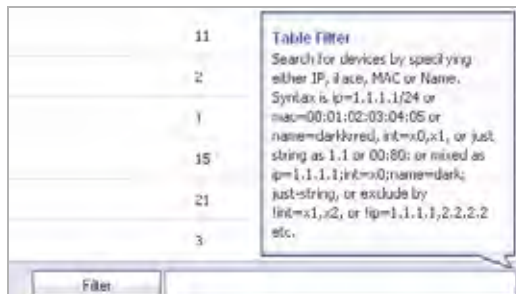 11
2
1
15
21
3
Table Filter
Search for devices by specifying
either IP, iface, MAC or Name.
Syntax is ip=1.1.1.1/24 or
mac=00:01:02:03:04:05 or
name=darkkrred, int=x0,x1, or just
string as 1.1 or 00:80: or mixed as
ip=1.1.1.1;int=x0;name=dark;
just-string, or exclude by
!int=x1,x2, or !ip=1.1.1.1,2.2.2.2
etc.
Filter